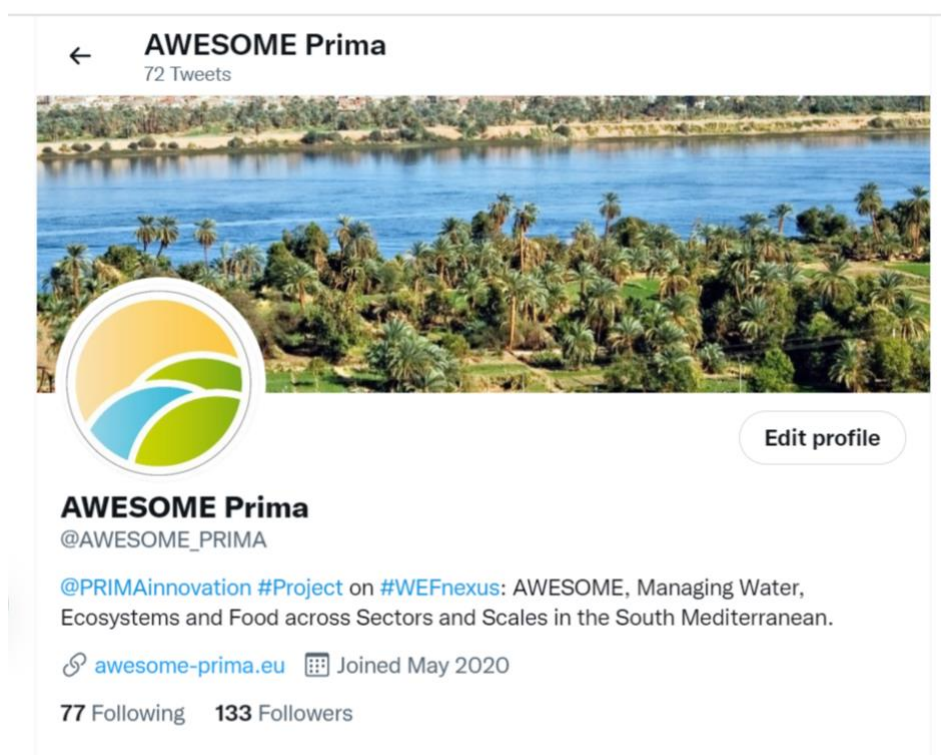 AWESOME Prima
72 Tweets
Edit profile
AWESOME Prima
@AWESOME_PRIMA
@PRIMAinnovation #Project on #WEFnexus: AWESOME, Managing Water,
Ecosystems and Food across Sectors and Scales in the South Mediterranean.
awesome-prima.eu Joined May 2020
77 Following 133 Followers